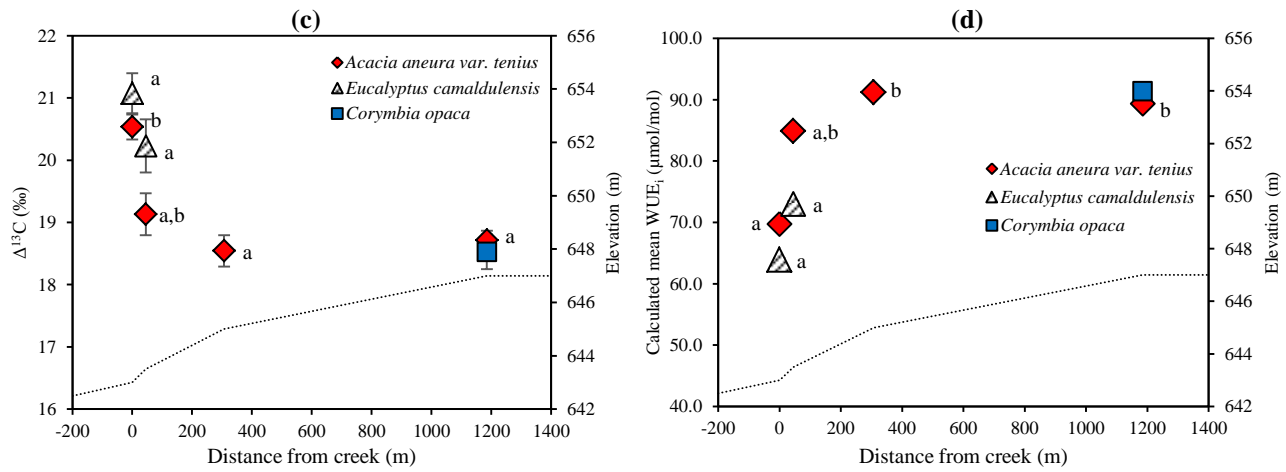 (c)
22
21
20
19
18
17
16
Δ¹³C (‰)
656
654
652
650
648
646
644
642
Elevation (m)
Acacia aneura var. tenius
Eucalyptus camaldulensis
Corymbia opaca
a
b
a
a,b
a
a
-200 0 200 400 600 800 1000 1200 1400
Distance from creek (m)
(d)
100.0
90.0
80.0
70.0
60.0
50.0
40.0
Calculated mean WUEᵢ (µmol/mol)
656
654
652
650
648
646
644
642
Elevation (m)
b
b
a,b
Acacia aneura var. tenius
Eucalyptus camaldulensis
Corymbia opaca
a
a
a
-200 0 200 400 600 800 1000 1200 1400
Distance from creek (m)